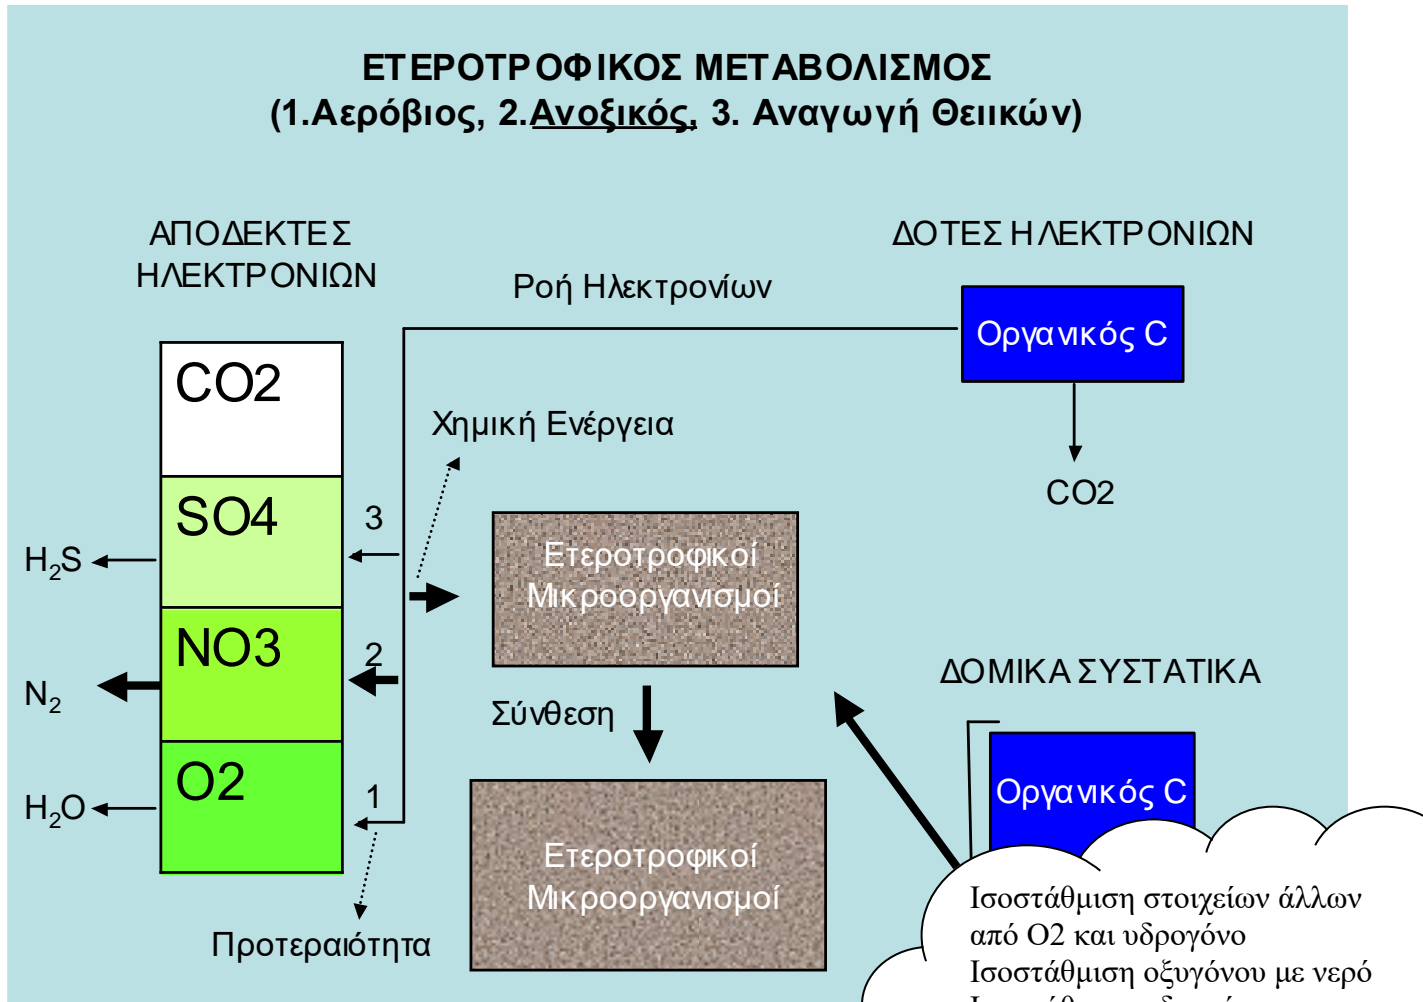 ΕΤΕΡΟΤΡΟΦΙΚΟΣ ΜΕΤΑΒΟΛΙΣΜΟΣ
(1.Αερόβιος, 2.Ανοξικός, 3. Αναγωγή Θειικών)
ΑΠΟΔΕΚΤΕΣ
ΗΛΕΚΤΡΟΝΙΩΝ
ΔΟΤΕΣ ΗΛΕΚΤΡΟΝΙΩΝ
Ροή Ηλεκτρονίων
Οργανικός C
CO2
CO2
Χημική Ενέργεια
SO4
3
H2S
Ετεροτροφικοί
Μικροοργανισμοί
NO3
2
N2
Σύνθεση
ΔΟΜΙΚΑ ΣΥΣΤΑΤΙΚΑ
Οργανικός C
O2
1
H2O
Ετεροτροφικοί
Μικροοργανισμοί
Προτεραιότητα
Ισοστάθμιση στοιχείων άλλων
από Ο2 και υδρογόνο
Ισοστάθμιση οξυγόνου με νερό